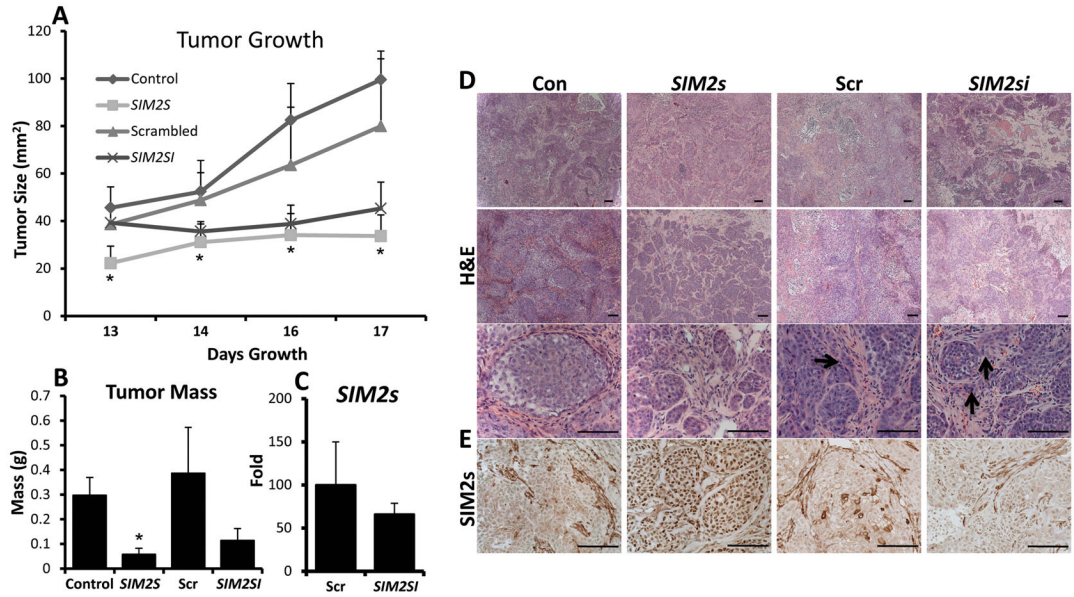 A
Tumor Growth
120
100
80
60
40
20
0
Tumor Size (mm²)
Control
SIM2S
Scrambled
SIM2SI
*
*
*
*
13 14 16 17
Days Growth
B
Tumor Mass
0.7
0.6
0.5
0.4
0.3
0.2
0.1
0
Mass (g)
*
Control SIM2S Scr SIM2SI
C
SIM2s
200
150
100
50
0
Fold
Scr SIM2SI
D
Con SIM2s Scr SIM2si
H&E
E
SIM2s